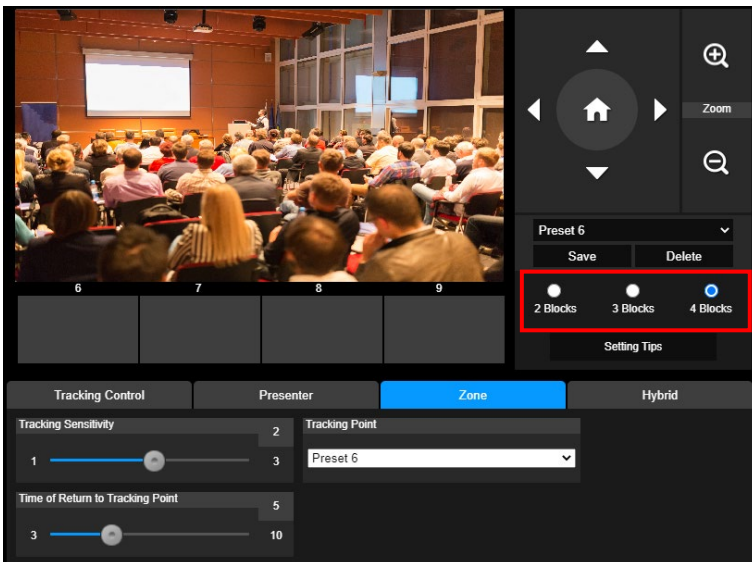 Zoom
Preset 6
Save Delete
6 7 8 9
2 Blocks 3 Blocks 4 Blocks
Setting Tips
Tracking Control Presenter Zone Hybrid
Tracking Sensitivity 2
1 3
Tracking Point
Preset 6
Time of Return to Tracking Point 5
3 10